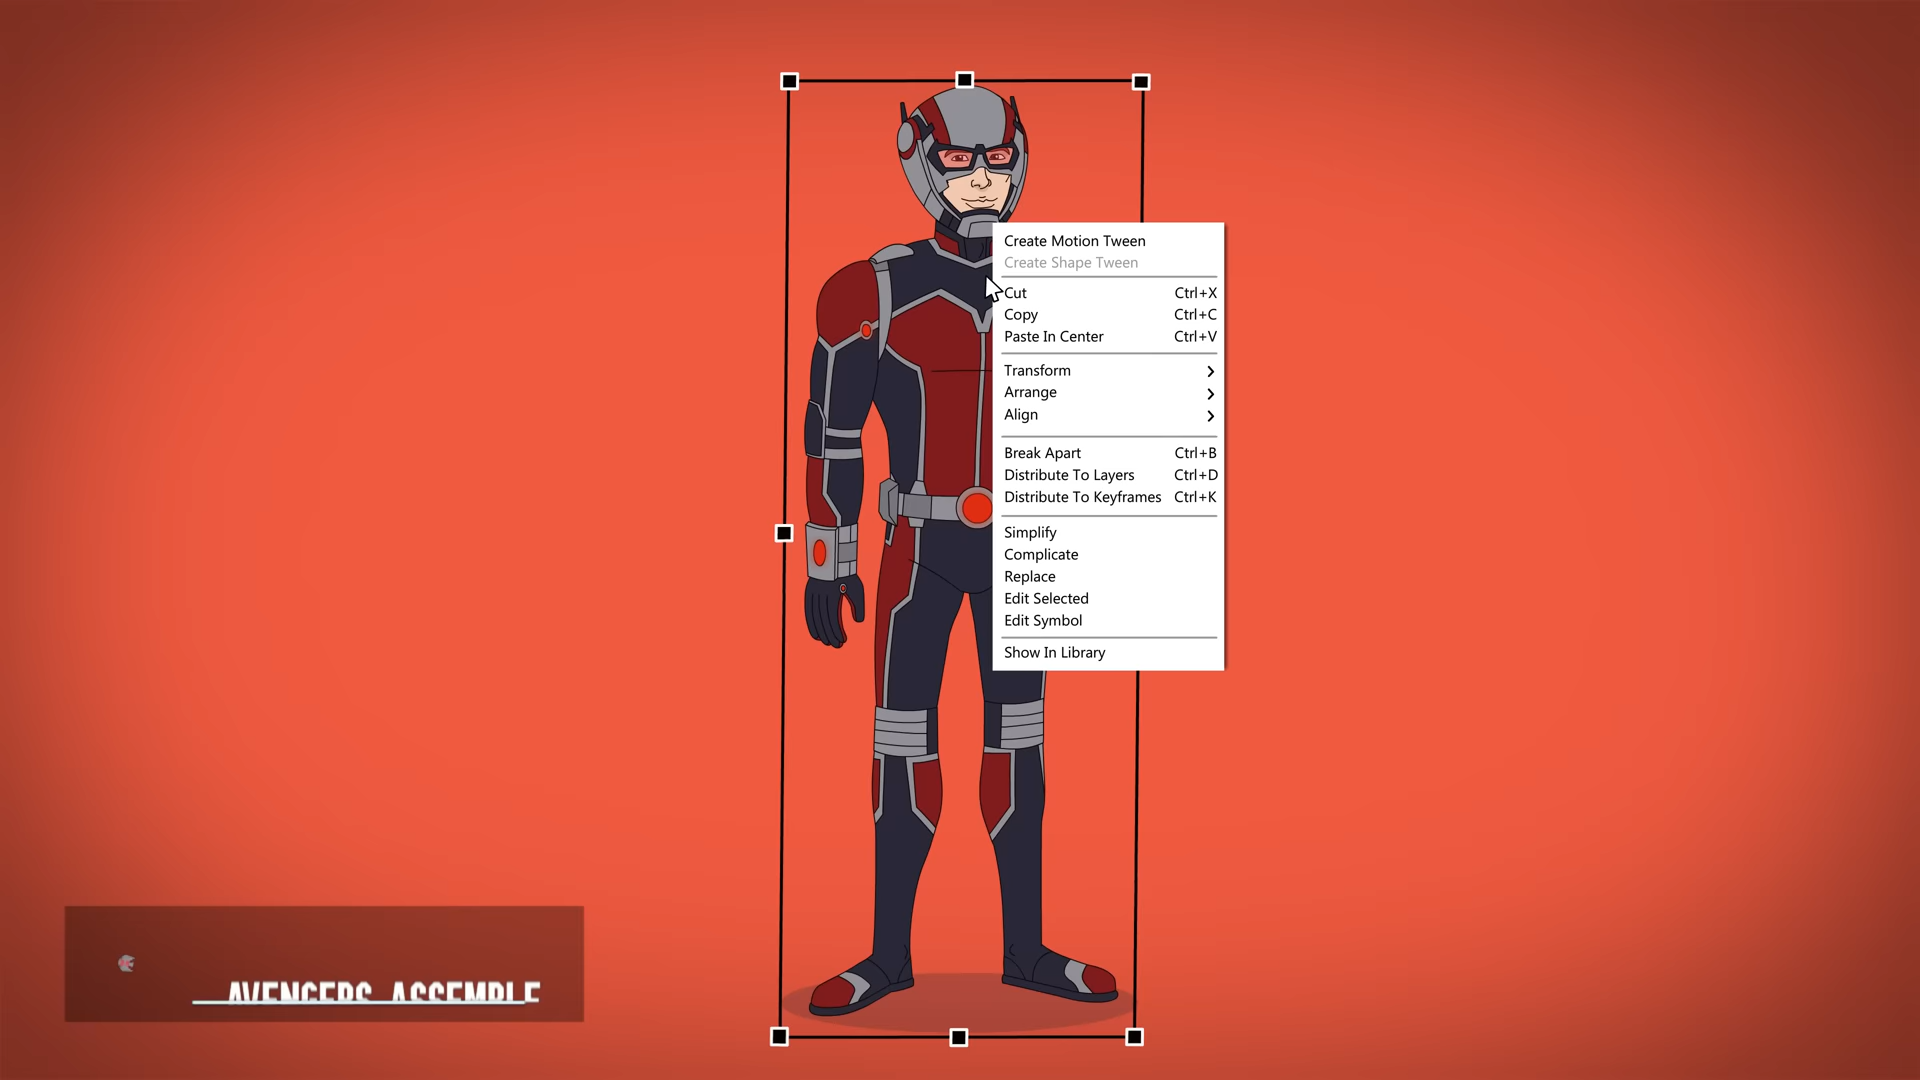 Create Motion Tween
Create Shape Tween
Cut Ctrl+X
Copy Ctrl+C
Paste In Center Ctrl+V
Transform
Arrange
Align
Break Apart Ctrl+B
Distribute To Layers Ctrl+D
Distribute To Keyframes Ctrl+K
Simplify
Complicate
Replace
Edit Selected
Edit Symbol
Show In Library
AVENGERS ASSEMBLE